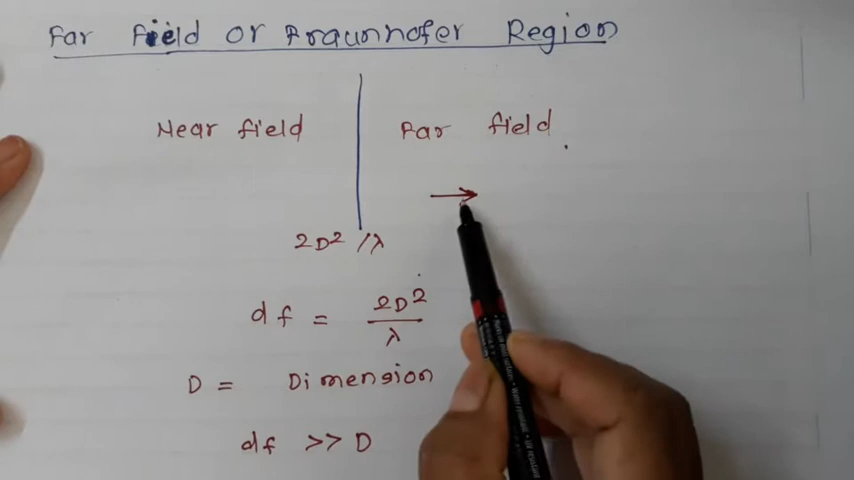 Far Field or Fraunhofer Region
Near field
Far field.
2D² /λ
df = 2D² / λ
D = Dimension
df >> D